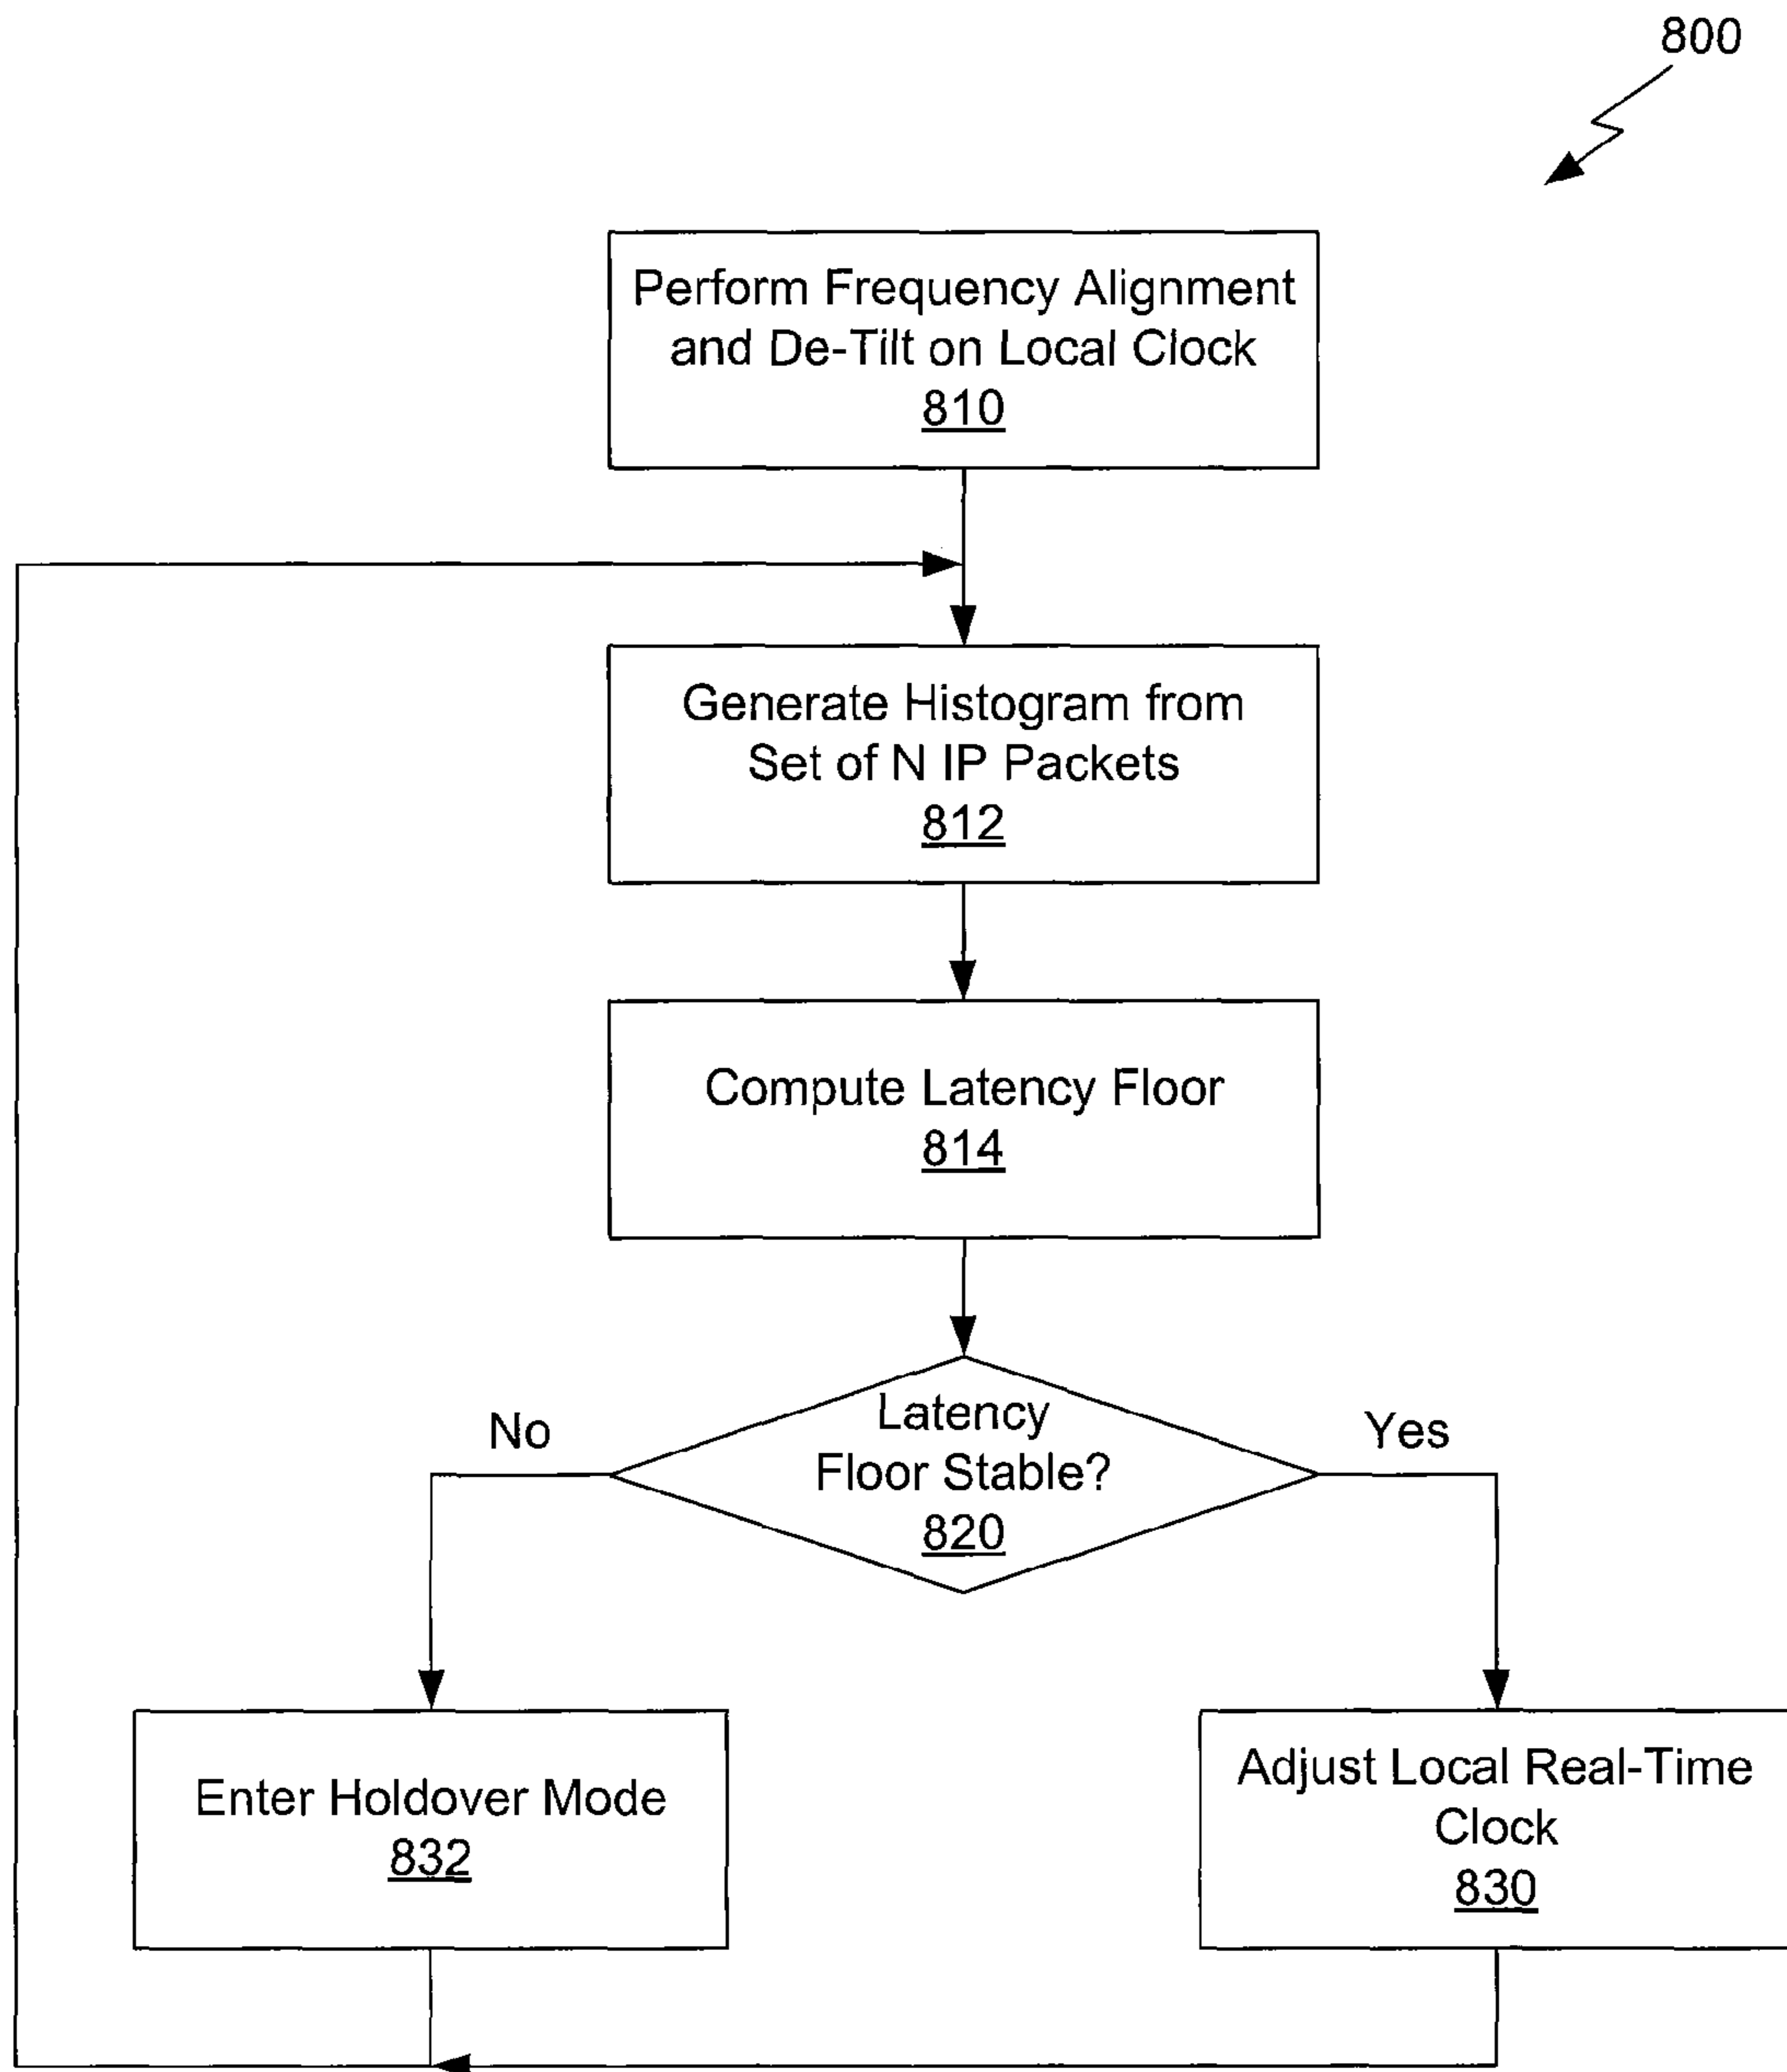 800
Perform Frequency Alignment
and De-Tilt on Local Clock
810
Generate Histogram from
Set of N IP Packets
812
Compute Latency Floor
814
Latency
Floor Stable?
820
No
Yes
Enter Holdover Mode
832
Adjust Local Real-Time
Clock
830